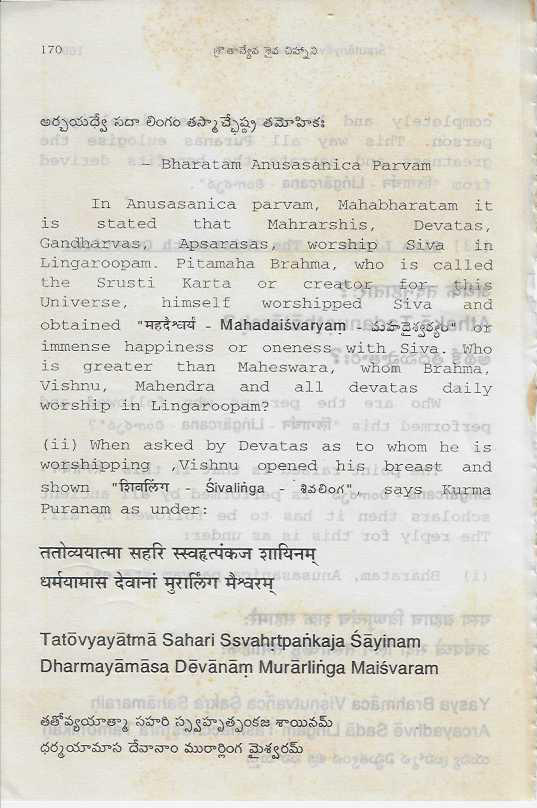 170 శ్రౌతాన్యేవ శైవ చిహ్నాని
అర్చయధ్వే సదా లింగం తస్మాచ్ఛ్రేష్ఠ తమోహికః
— Bharatam Anusasanica Parvam
In Anusasanica parvam, Mahabharatam it
is stated that Mahrarshis, Devatas,
Gandharvas, Apsarasas, worship Siva in
Lingaroopam. Pitamaha Brahma, who is called
the Srusti Karta or creator for this
Universe, himself worshipped Siva and
obtained "महदैश्वर्यं - Mahadaiśvaryam - మహదైశ్వర్యం" or
immense happiness or oneness with Siva. Who
is greater than Maheswara, whom Brahma,
Vishnu, Mahendra and all devatas daily
worship in Lingaroopam?
(ii) When asked by Devatas as to whom he is
worshipping ,Vishnu opened his breast and
shown "शिवलिंग - Śivaliṅga - శివలింగ", says Kurma
Puranam as under:
ततोव्ययात्मा सहरि स्स्वहृत्पंकज शायिनम्
धर्मयामास देवानां मुरार्लिंग मैश्वरम्
Tatōvyayātmā Sahari Ssvahṛtpaṅkaja Śāyinam
Dharmayāmāsa Dēvānāṃ Murārliṅga Maiśvaram
తతోవ్యయాత్మా సహరి స్స్వహృత్పంకజ శాయినమ్
ధర్మయామాస దేవానాం మురార్లింగ మైశ్వరమ్